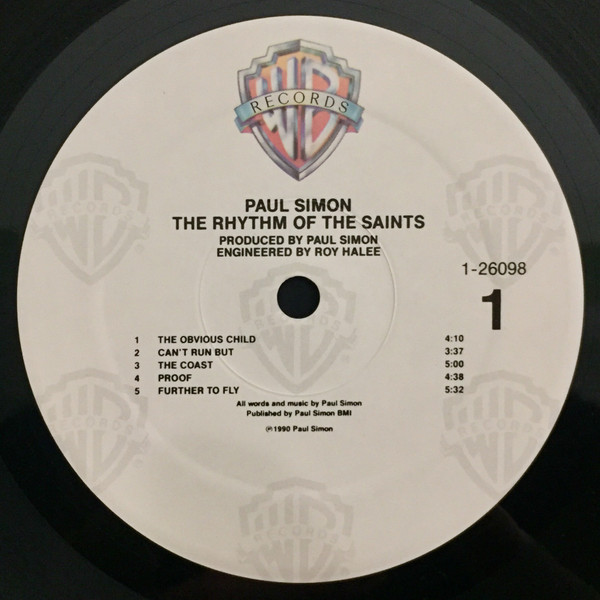 WB
RECORDS
PAUL SIMON
THE RHYTHM OF THE SAINTS
PRODUCED BY PAUL SIMON
ENGINEERED BY ROY HALEE
1-26098
1
1 THE OBVIOUS CHILD 4:10
2 CAN'T RUN BUT 3:37
3 THE COAST 5:00
4 PROOF 4:38
5 FURTHER TO FLY 5:32
All words and music by Paul Simon
Published by Paul Simon BMI
℗1990 Paul Simon